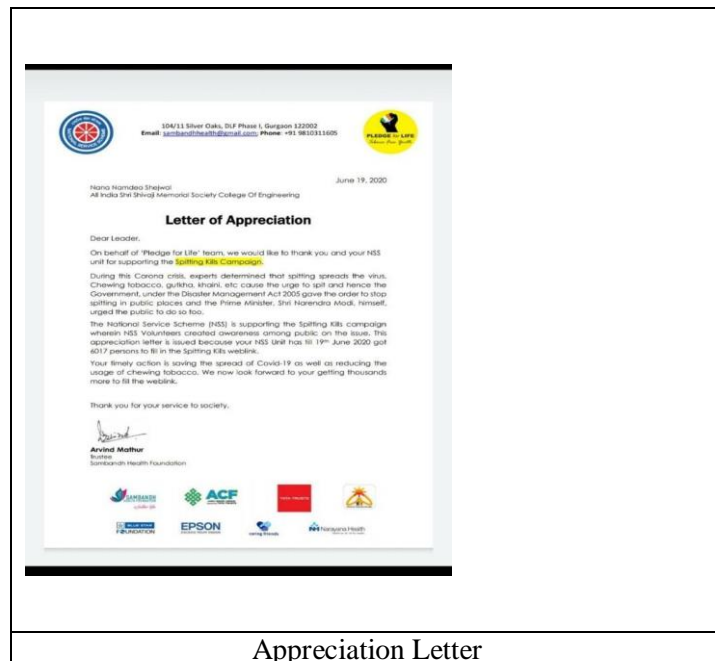 104/11 Silver Oaks, DLF Phase I, Gurgaon 122002
Email: sambandhhealth@gmail.com; Phone: +91 9810311605
PLEDGE for LIFE
June 19, 2020
Nana Namdeo Shejwal
All India Shri Shivaji Memorial Society College Of Engineering
Letter of Appreciation
Dear Leader,
On behalf of 'Pledge for Life' team, we would like to thank you and your NSS
unit for supporting the Spitting Kills Campaign.
During this Corona crisis, experts determined that spitting spreads the virus.
Chewing tobacco, gutkha, khaini, etc cause the urge to spit and hence the
Government, under the Disaster Management Act 2005 gave the order to stop
spitting in public places and the Prime Minister, Shri Narendra Modi, himself,
urged the public to do so too.
The National Service Scheme (NSS) is supporting the Spitting Kills campaign
wherein NSS Volunteers created awareness among public on the issue. This
appreciation letter is issued because your NSS Unit has till 19th June 2020 got
6017 persons to fill in the Spitting Kills weblink.
Your timely action is saving the spread of Covid-19 as well as reducing the
usage of chewing tobacco. We now look forward to your getting thousands
more to fill the weblink.
Thank you for your service to society.
Arvind Mathur
Trustee
Sambandh Health Foundation
SAMBANDH
ACF
BLUE STAR
FOUNDATION
EPSON
caring friends
Narayana Health
Appreciation Letter